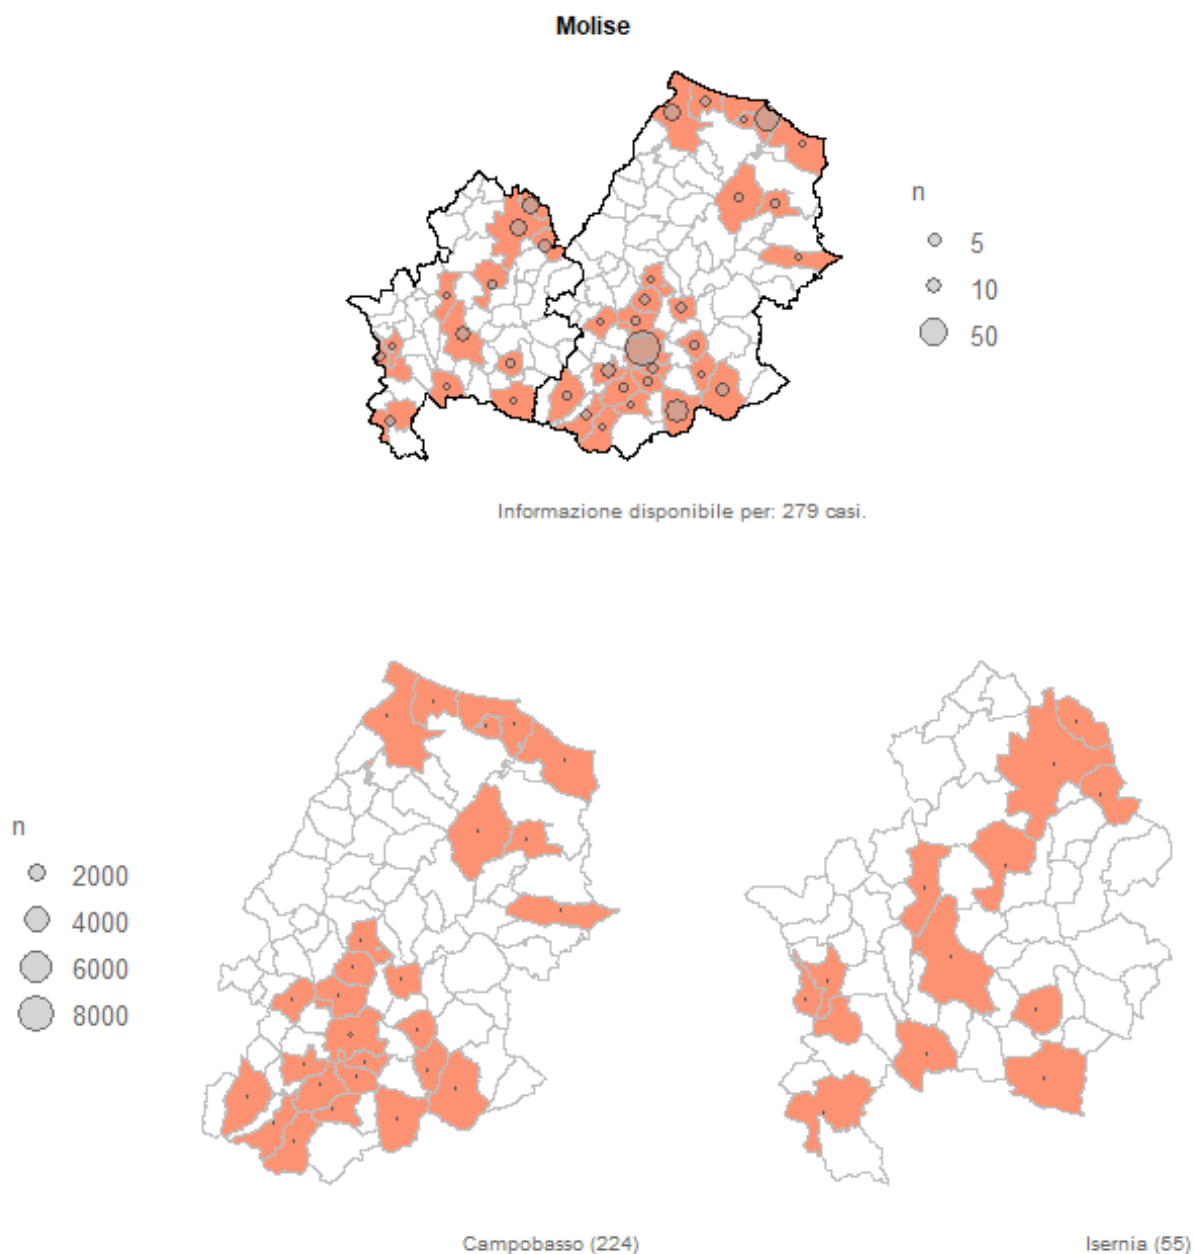 Molise
n
5
10
50
Informazione disponibile per: 279 casi.
n
2000
4000
6000
8000
Campobasso (224)
Isernia (55)